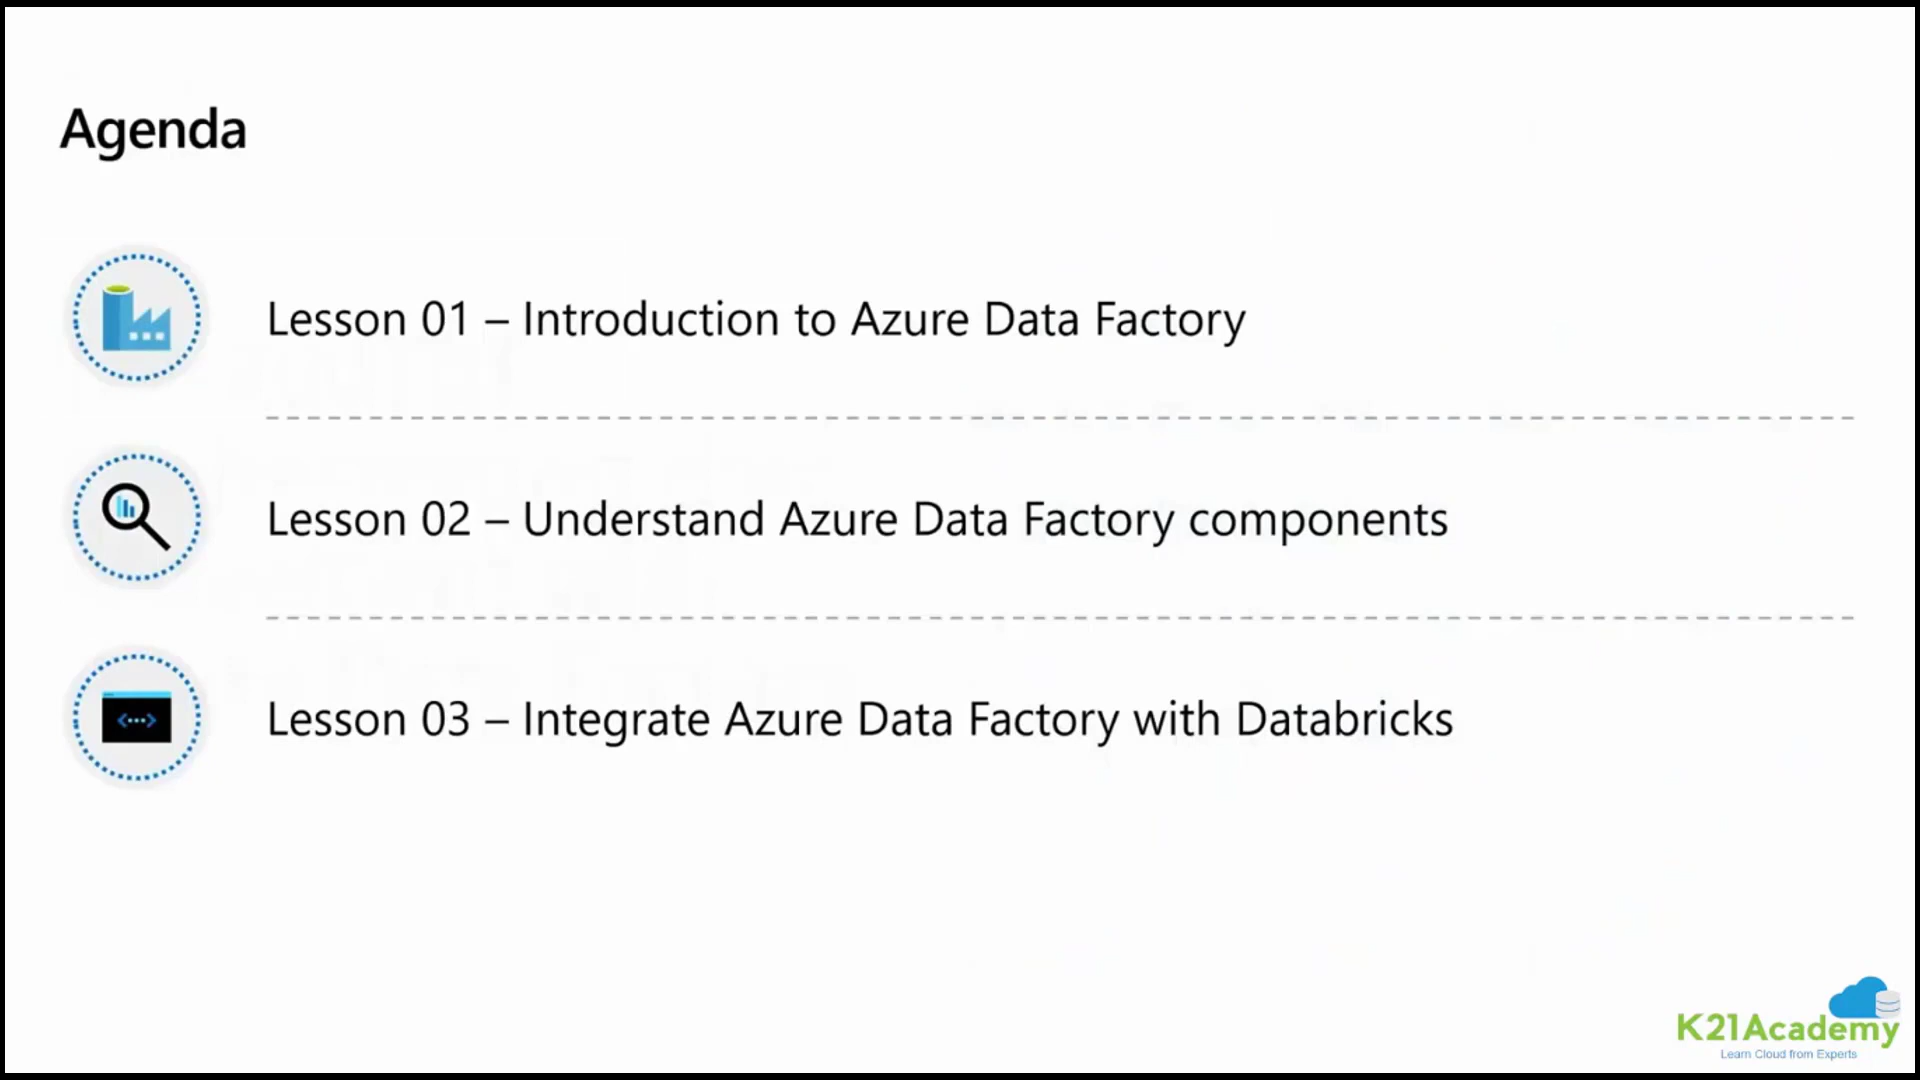 Agenda
Lesson 01 – Introduction to Azure Data Factory
Lesson 02 – Understand Azure Data Factory components
Lesson 03 – Integrate Azure Data Factory with Databricks
K21Academy
Learn Cloud from Experts